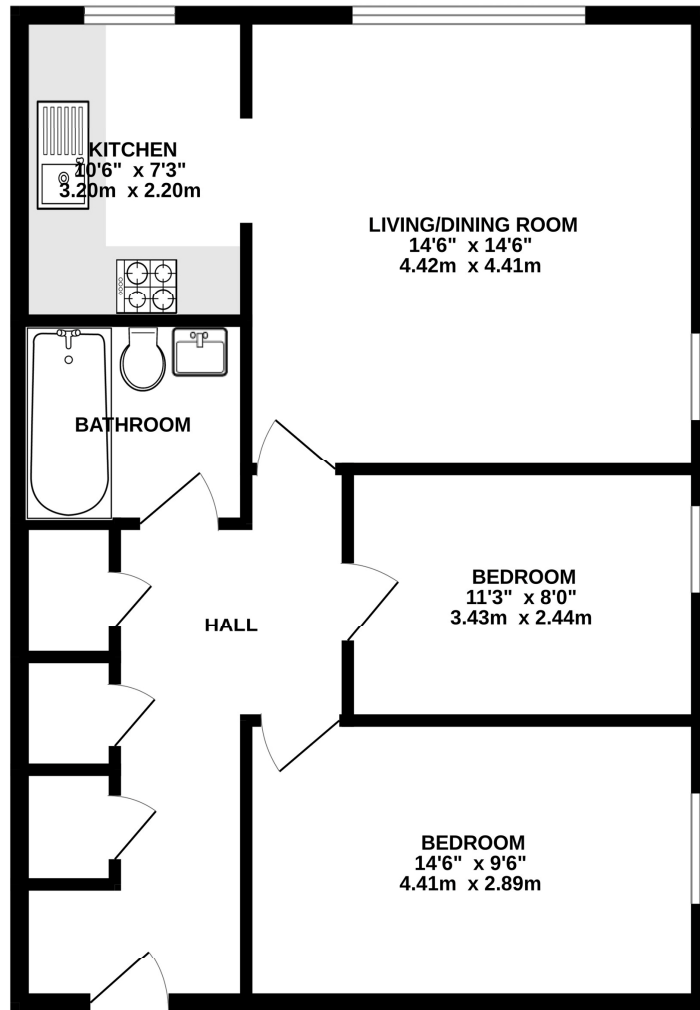 KITCHEN
10'6" x 7'3"
3.20m x 2.20m
LIVING/DINING ROOM
14'6" x 14'6"
4.42m x 4.41m
BATHROOM
BEDROOM
11'3" x 8'0"
3.43m x 2.44m
HALL
BEDROOM
14'6" x 9'6"
4.41m x 2.89m